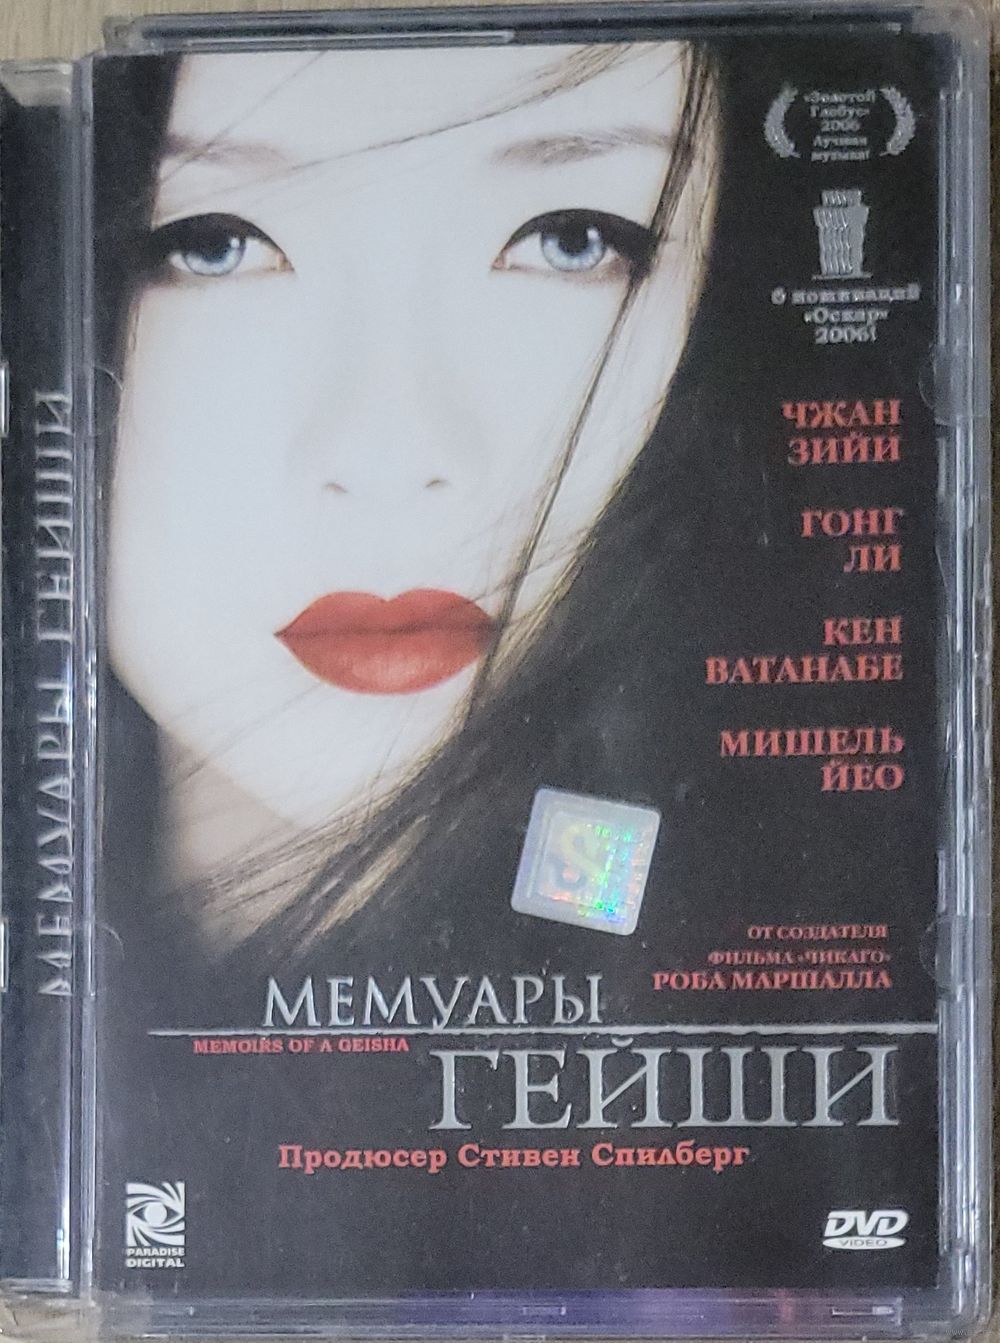 МЕМУАРЫ ГЕЙШИ
«Золотой
Глобус»
2006
Лучшая
музыка!
6 номинаций
«Оскар»
2006!
ЧЖАН
ЗИЙИ
ГОНГ
ЛИ
КЕН
ВАТАНАБЕ
МИШЕЛЬ
ЙЕО
S
ОТ СОЗДАТЕЛЯ
ФИЛЬМА «ЧИКАГО»
РОБА МАРШАЛЛА
МЕМУАРЫ
MEMOIRS OF A GEISHA
ГЕЙШИ
Продюсер Стивен Спилберг
PARADISE
DIGITAL
DVD
VIDEO